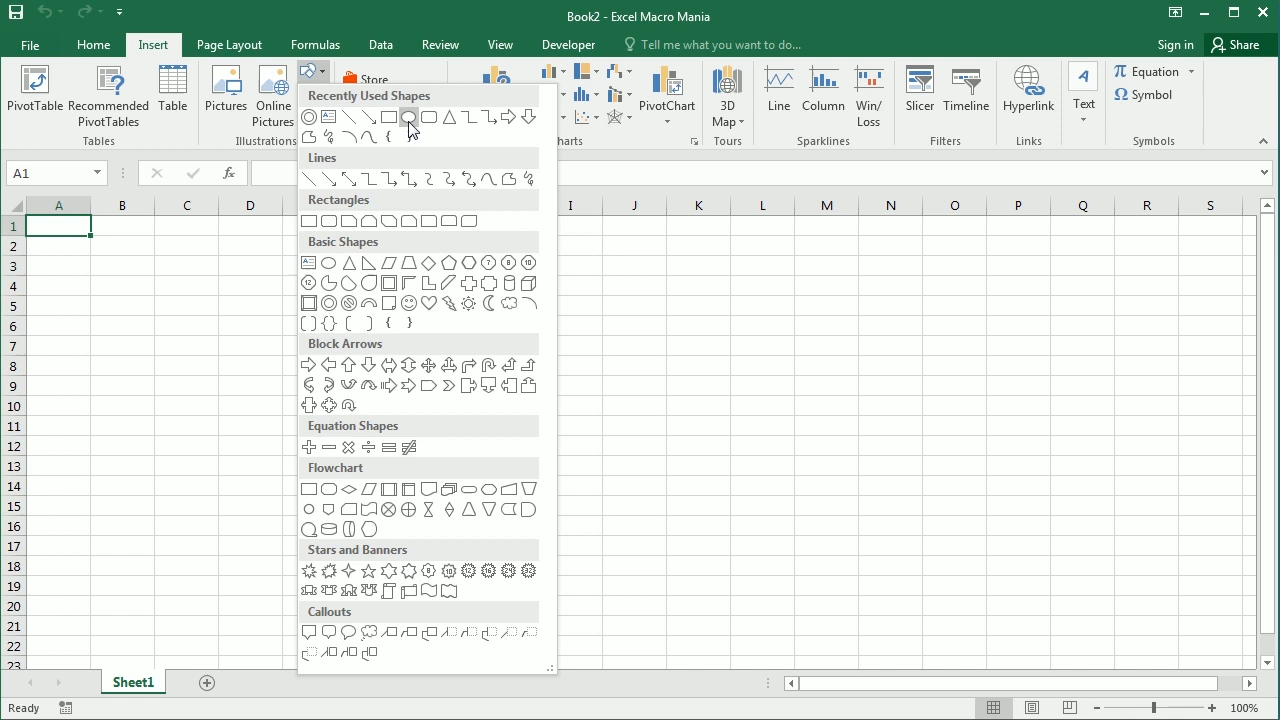 Book2 - Excel Macro Mania
File Home Insert Page Layout Formulas Data Review View Developer Tell me what you want to do... Sign in Share
PivotTable Recommended PivotTables Table Pictures Online Pictures Store PivotChart 3D Map Line Column Win/Loss Slicer Timeline Hyperlink Text Equation Symbol
Tables Illustrations harts Tours Sparklines Filters Links Symbols
A1 fx
A B C D I J K L M N O P Q R S
Recently Used Shapes
Lines
Rectangles
Basic Shapes
Block Arrows
Equation Shapes
Flowchart
Stars and Banners
Callouts
1
2
3
4
5
6
7
8
9
10
11
12
13
14
15
16
17
18
19
20
21
22
23
Sheet1
Ready 100%